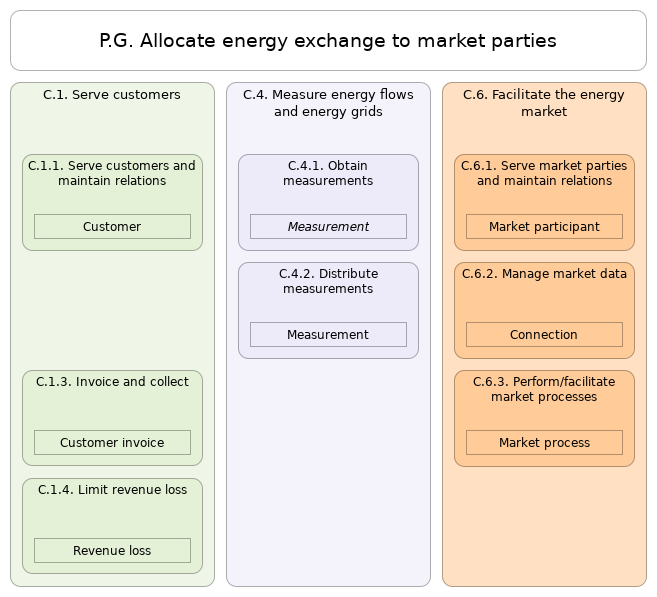 P.G. Allocate energy exchange to market parties
C.1. Serve customers
C.1.1. Serve customers and
maintain relations
Customer
C.1.3. Invoice and collect
Customer invoice
C.1.4. Limit revenue loss
Revenue loss
C.4. Measure energy flows
and energy grids
C.4.1. Obtain
measurements
Measurement
C.4.2. Distribute
measurements
Measurement
C.6. Facilitate the energy
market
C.6.1. Serve market parties
and maintain relations
Market participant
C.6.2. Manage market data
Connection
C.6.3. Perform/facilitate
market processes
Market process